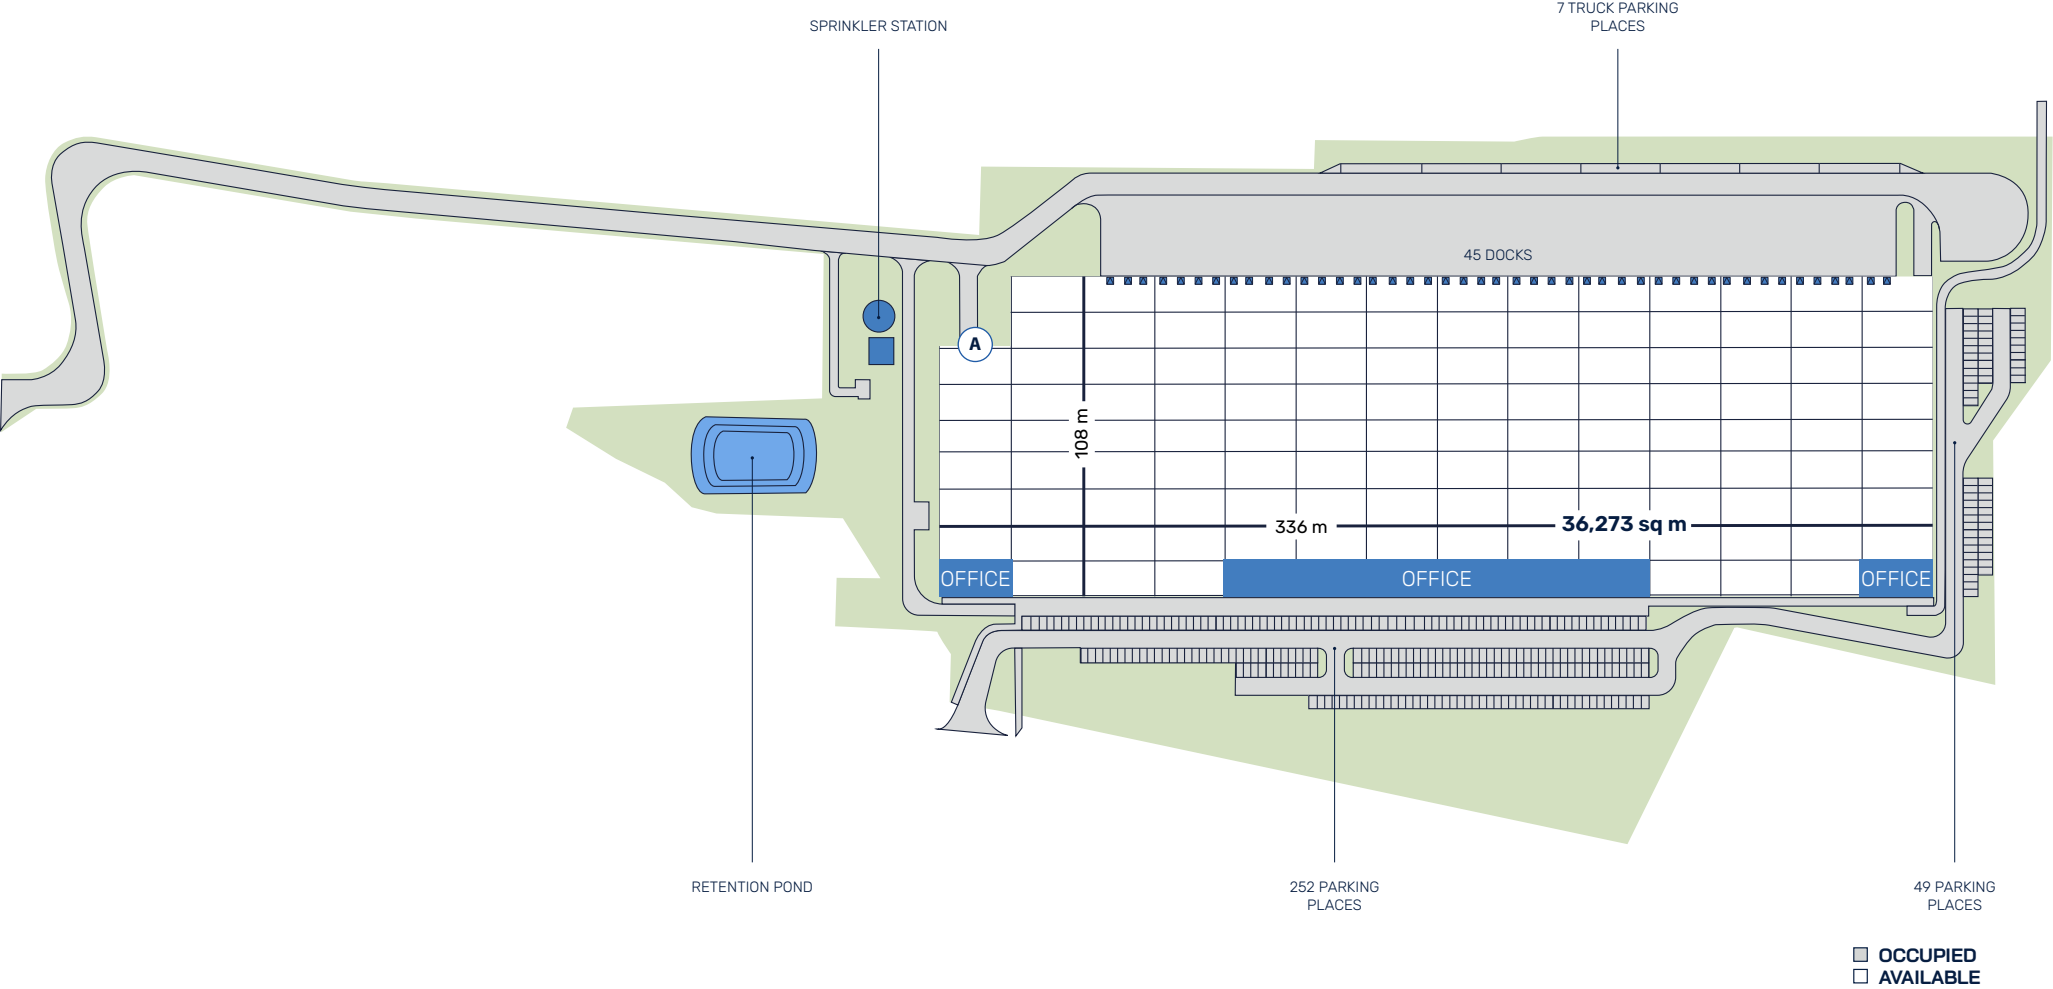 7 TRUCK PARKING
PLACES
SPRINKLER STATION
45 DOCKS
A
108 m
336 m
36,273 sq m
OFFICE
OFFICE
OFFICE
RETENTION POND
252 PARKING
PLACES
49 PARKING
PLACES
OCCUPIED
AVAILABLE